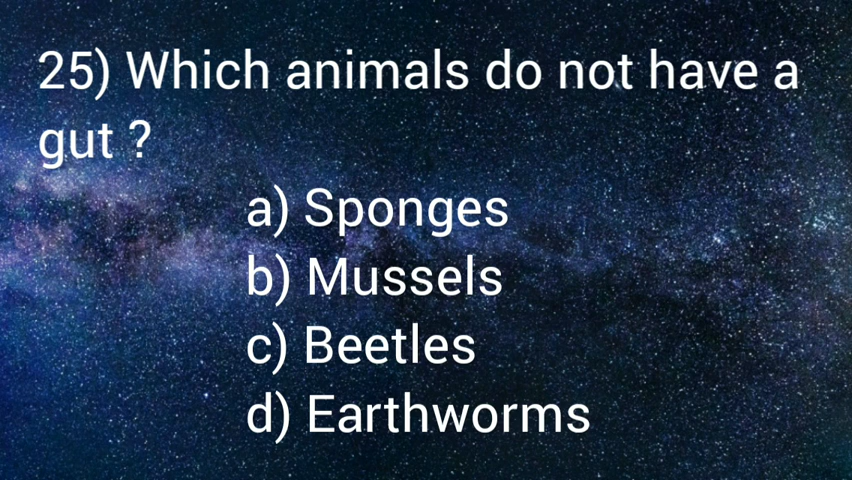 25) Which animals do not have a
gut ?
a) Sponges
b) Mussels
c) Beetles
d) Earthworms